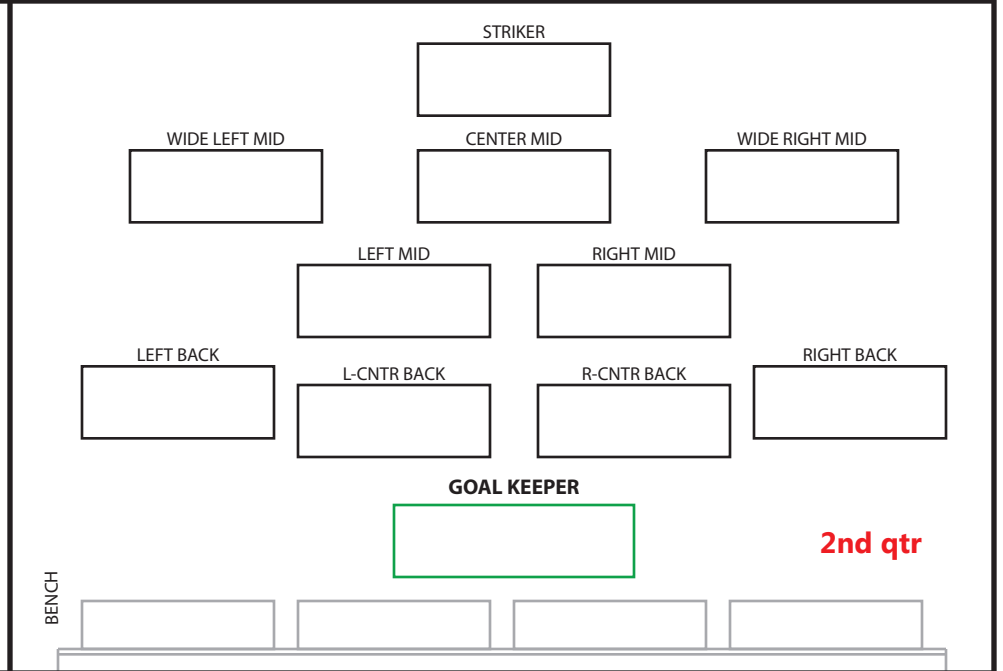 STRIKER
WIDE LEFT MID
CENTER MID
WIDE RIGHT MID
LEFT MID
RIGHT MID
LEFT BACK
L-CNTR BACK
R-CNTR BACK
RIGHT BACK
GOAL KEEPER
2nd qtr
BENCH